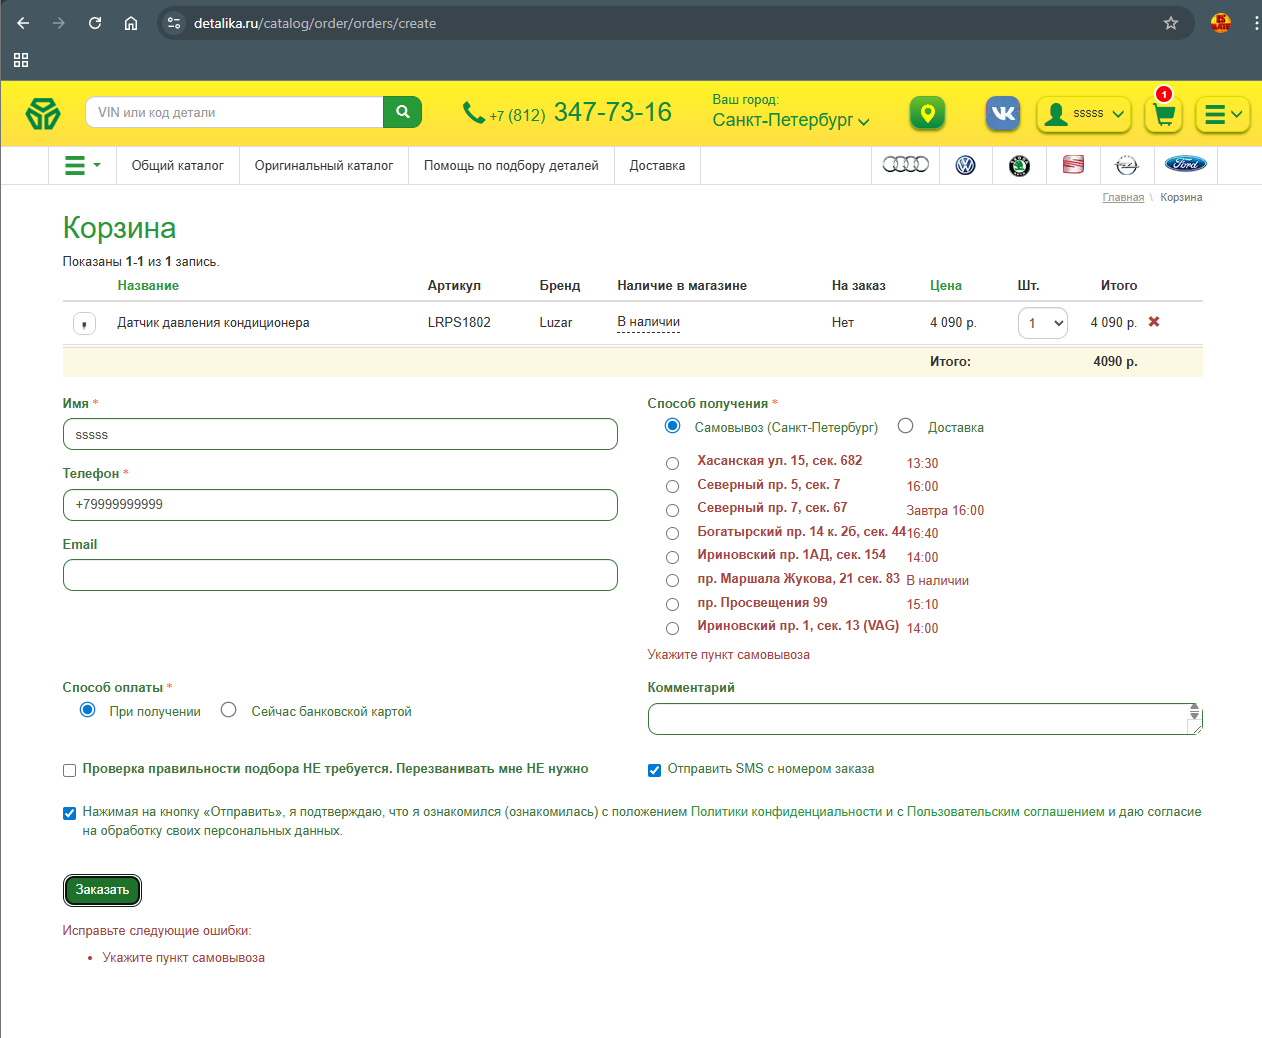 detalika.ru/catalog/order/orders/create
VIN или код детали
+7 (812) 347-73-16
Ваш город:
Санкт-Петербург
sssss
1
Общий каталог
Оригинальный каталог
Помощь по подбору деталей
Доставка
Ford
Главная \ Корзина
Корзина
Показаны 1-1 из 1 запись.
Название Артикул Бренд Наличие в магазине На заказ Цена Шт. Итого
Датчик давления кондиционера LRPS1802 Luzar В наличии Нет 4 090 р. 1 4 090 р.
Итого: 4090 р.
Имя *
sssss
Телефон *
+79999999999
Email
Способ получения *
Самовывоз (Санкт-Петербург) Доставка
Хасанская ул. 15, сек. 682 13:30
Северный пр. 5, сек. 7 16:00
Северный пр. 7, сек. 67 Завтра 16:00
Богатырский пр. 14 к. 2б, сек. 44 16:40
Ириновский пр. 1АД, сек. 154 14:00
пр. Маршала Жукова, 21 сек. 83 В наличии
пр. Просвещения 99 15:10
Ириновский пр. 1, сек. 13 (VAG) 14:00
Укажите пункт самовывоза
Способ оплаты *
При получении Сейчас банковской картой
Комментарий
Проверка правильности подбора НЕ требуется. Перезванивать мне НЕ нужно
Отправить SMS с номером заказа
Нажимая на кнопку «Отправить», я подтверждаю, что я ознакомился (ознакомилась) с положением Политики конфиденциальности и с Пользовательским соглашением и даю согласие
на обработку своих персональных данных.
Заказать
Исправьте следующие ошибки:
• Укажите пункт самовывоза